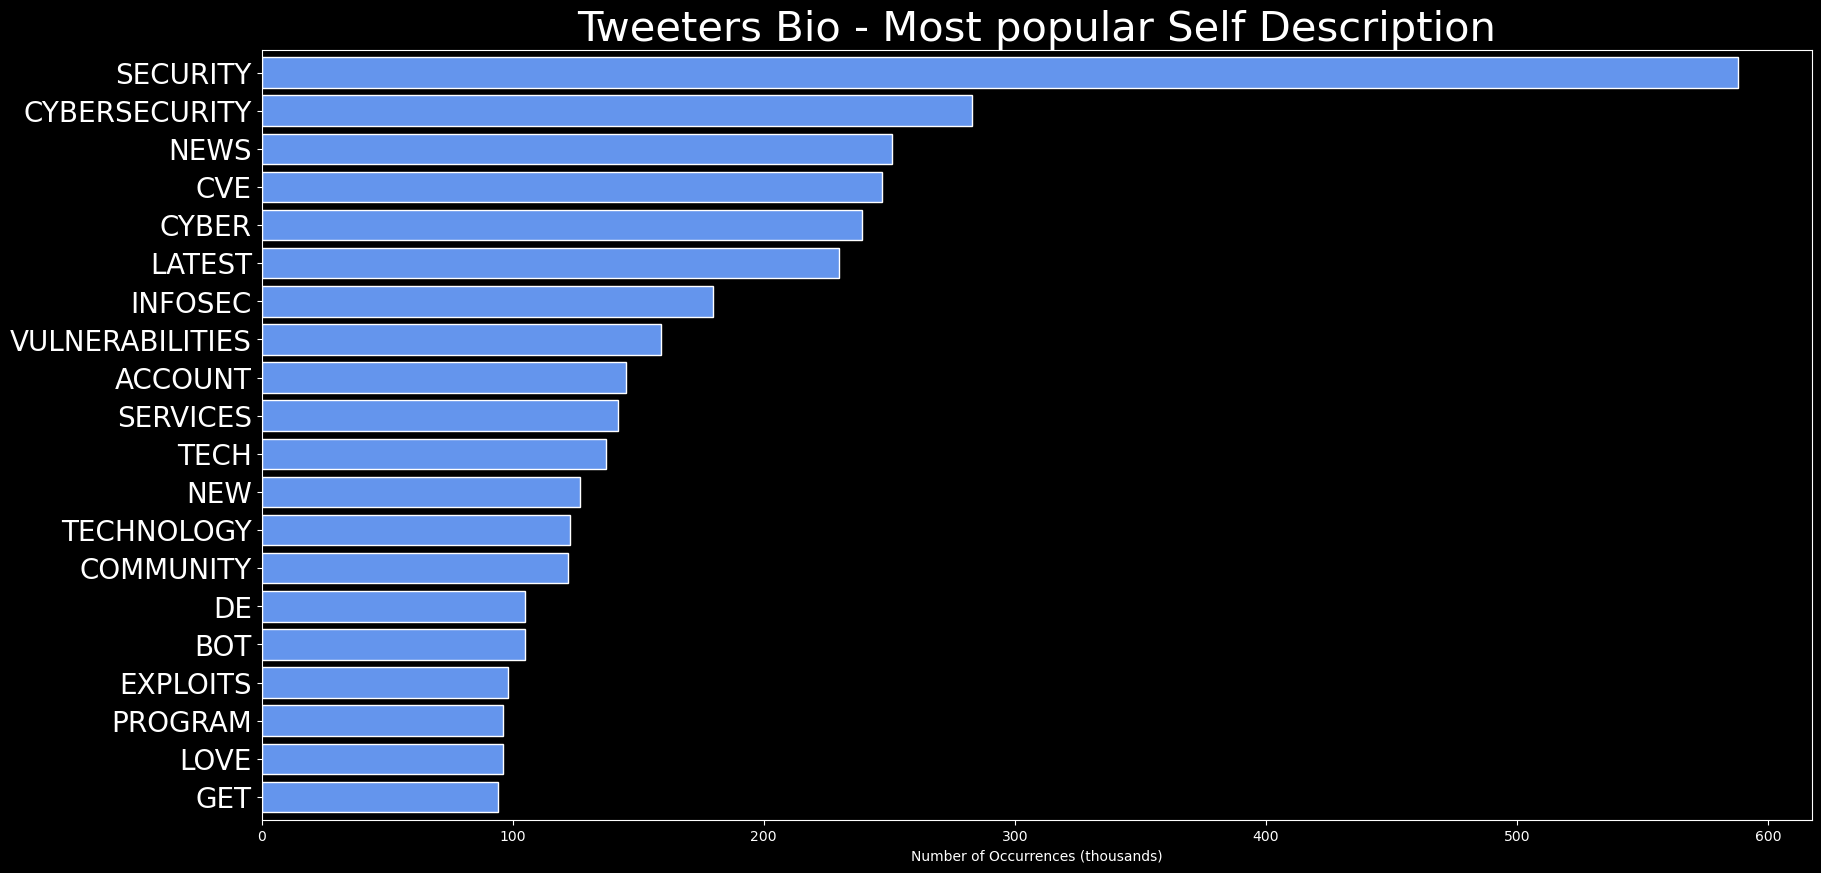 Tweeters Bio - Most popular Self Description
SECURITY
CYBERSECURITY
NEWS
CVE
CYBER
LATEST
INFOSEC
VULNERABILITIES
ACCOUNT
SERVICES
TECH
NEW
TECHNOLOGY
COMMUNITY
DE
BOT
EXPLOITS
PROGRAM
LOVE
GET
0 100 200 300 400 500 600
Number of Occurrences (thousands)